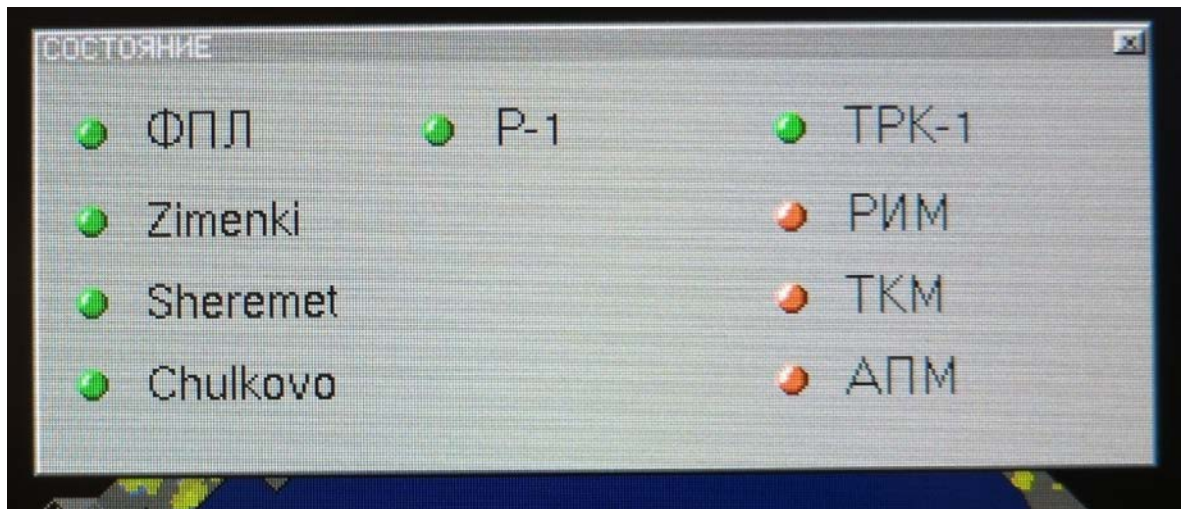 СОСТОЯНИЕ
ФПЛ Р-1 ТРК-1
Zimenki РИМ
Sheremet ТКМ
Chulkovo АПМ